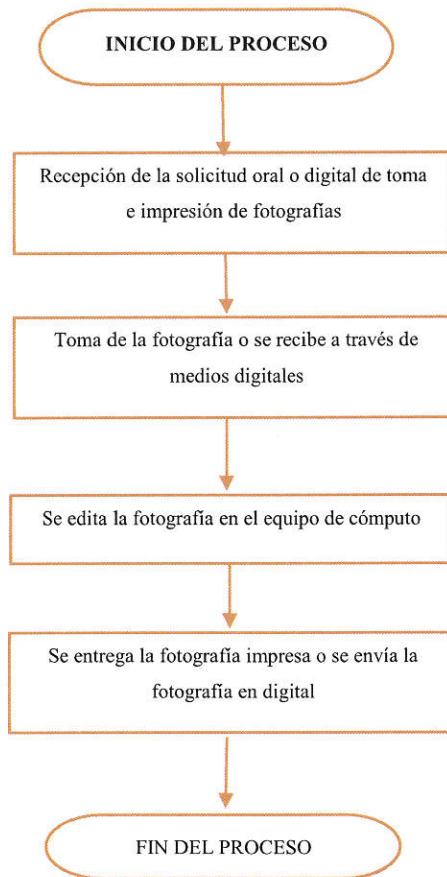 INICIO DEL PROCESO
Recepción de la solicitud oral o digital de toma
e impresión de fotografías
Toma de la fotografía o se recibe a través de
medios digitales
Se edita la fotografía en el equipo de cómputo
Se entrega la fotografía impresa o se envía la
fotografía en digital
FIN DEL PROCESO